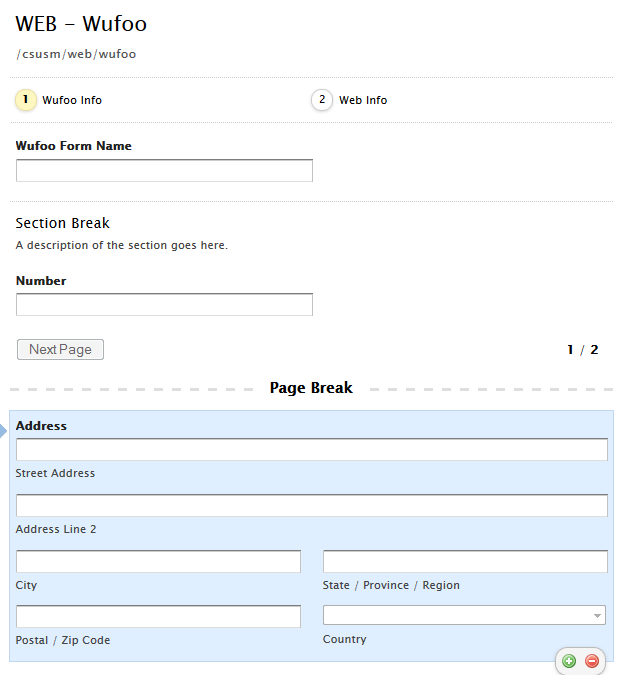 WEB - Wufoo
/csusm/web/wufoo
1 Wufoo Info 2 Web Info
Wufoo Form Name
Section Break
A description of the section goes here.
Number
Next Page 1 / 2
Page Break
Address
Street Address
Address Line 2
City State / Province / Region
Postal / Zip Code Country